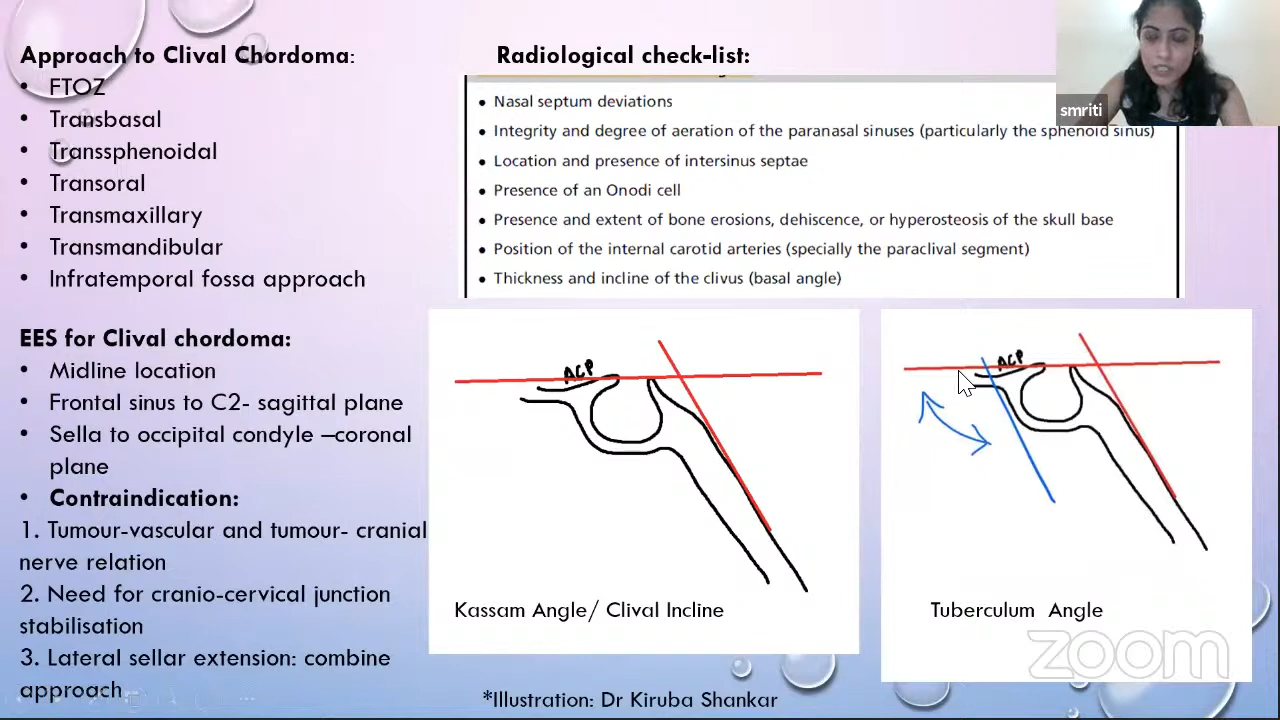 Approach to Clival Chordoma:
• FTOZ
• Transbasal
• Transsphenoidal
• Transoral
• Transmaxillary
• Transmandibular
• Infratemporal fossa approach
EES for Clival chordoma:
• Midline location
• Frontal sinus to C2- sagittal plane
• Sella to occipital condyle –coronal
plane
• Contraindication:
1. Tumour-vascular and tumour- cranial
nerve relation
2. Need for cranio-cervical junction
stabilisation
3. Lateral sellar extension: combine
approach
Radiological check-list:
• Nasal septum deviations
• Integrity and degree of aeration of the paranasal sinuses (particularly the sphenoid sinus)
• Location and presence of intersinus septae
• Presence of an Onodi cell
• Presence and extent of bone erosions, dehiscence, or hyperosteosis of the skull base
• Position of the internal carotid arteries (specially the paraclival segment)
• Thickness and incline of the clivus (basal angle)
smriti
ACP
Kassam Angle/ Clival Incline
ACP
Tuberculum Angle
zoom
*Illustration: Dr Kiruba Shankar